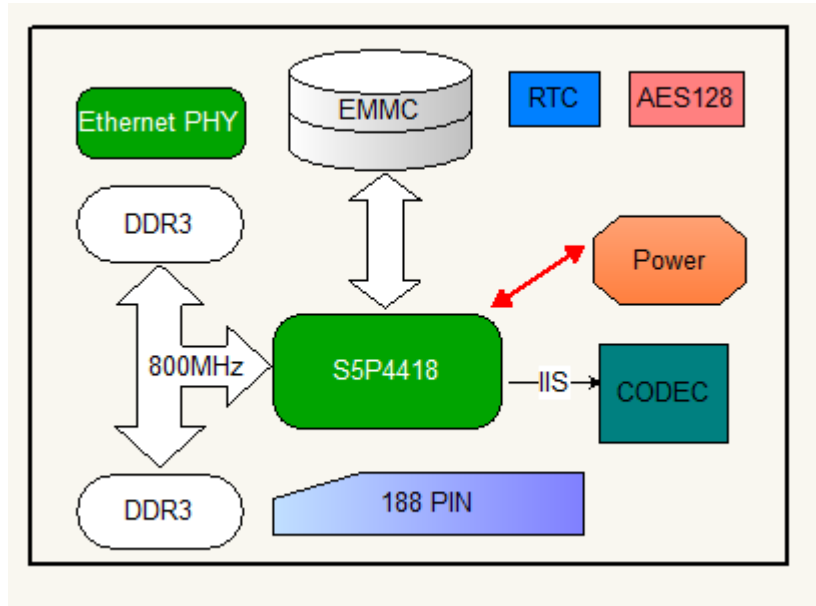 EMMC
RTC
AES128
Ethernet PHY
DDR3
Power
800MHz
S5P4418
IIS
CODEC
DDR3
188 PIN